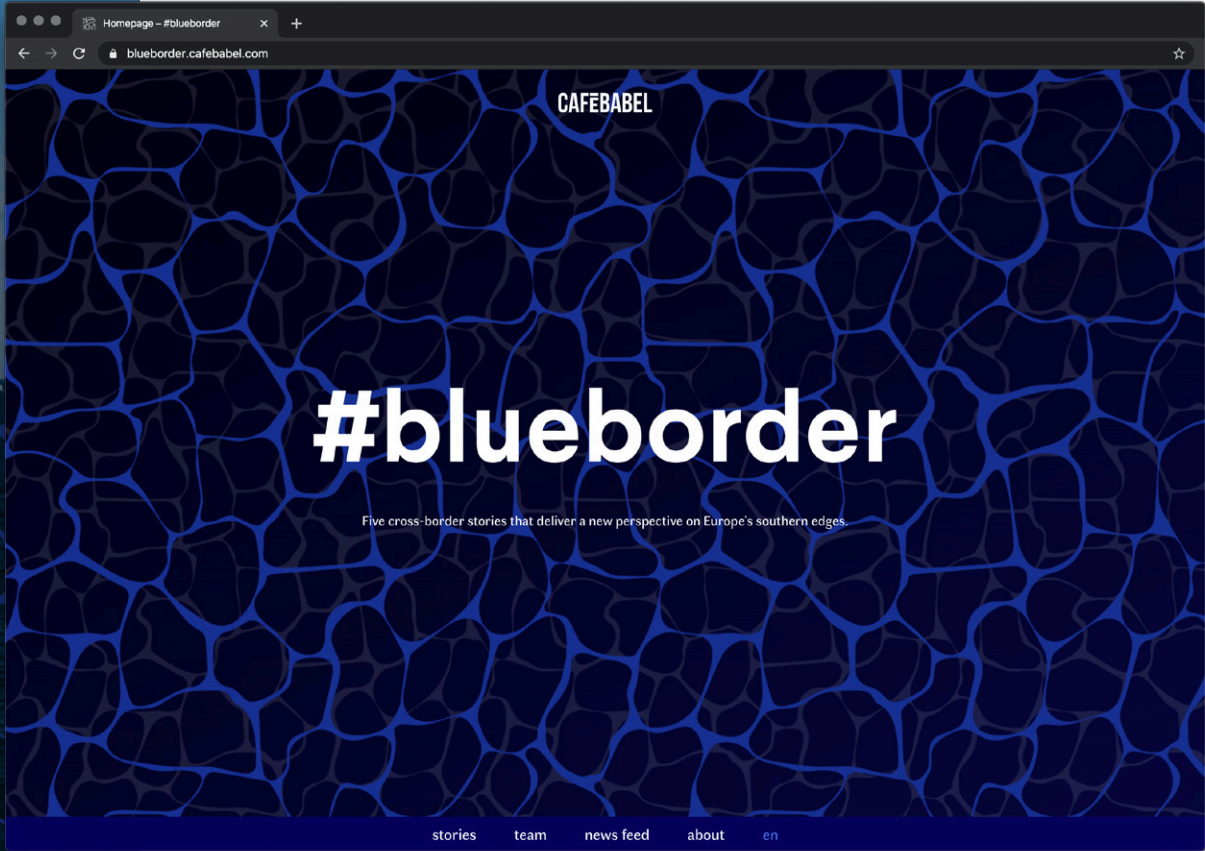 Homepage – #blueborder
blueborder.cafebabel.com
CAFĒBABEL
#blueborder
Five cross-border stories that deliver a new perspective on Europe's southern edges.
stories team news feed about en